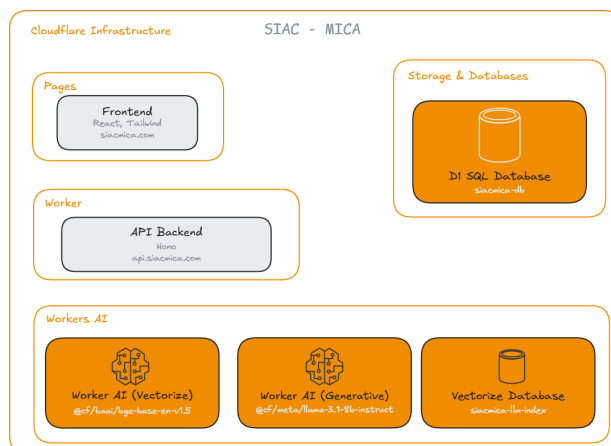 Cloudflare Infrastructure
SIAC - MICA
Pages
Frontend
React, Tailwind
siacmica.com
Storage & Databases
D1 SQL Database
siacmica-db
Worker
API Backend
Hono
api.siacmica.com
Workers AI
Worker AI (Vectorize)
@cf/baai/bge-base-en-v1.5
Worker AI (Generative)
@cf/meta/llama-3.1-8b-instruct
Vectorize Database
siacmica-llm-index